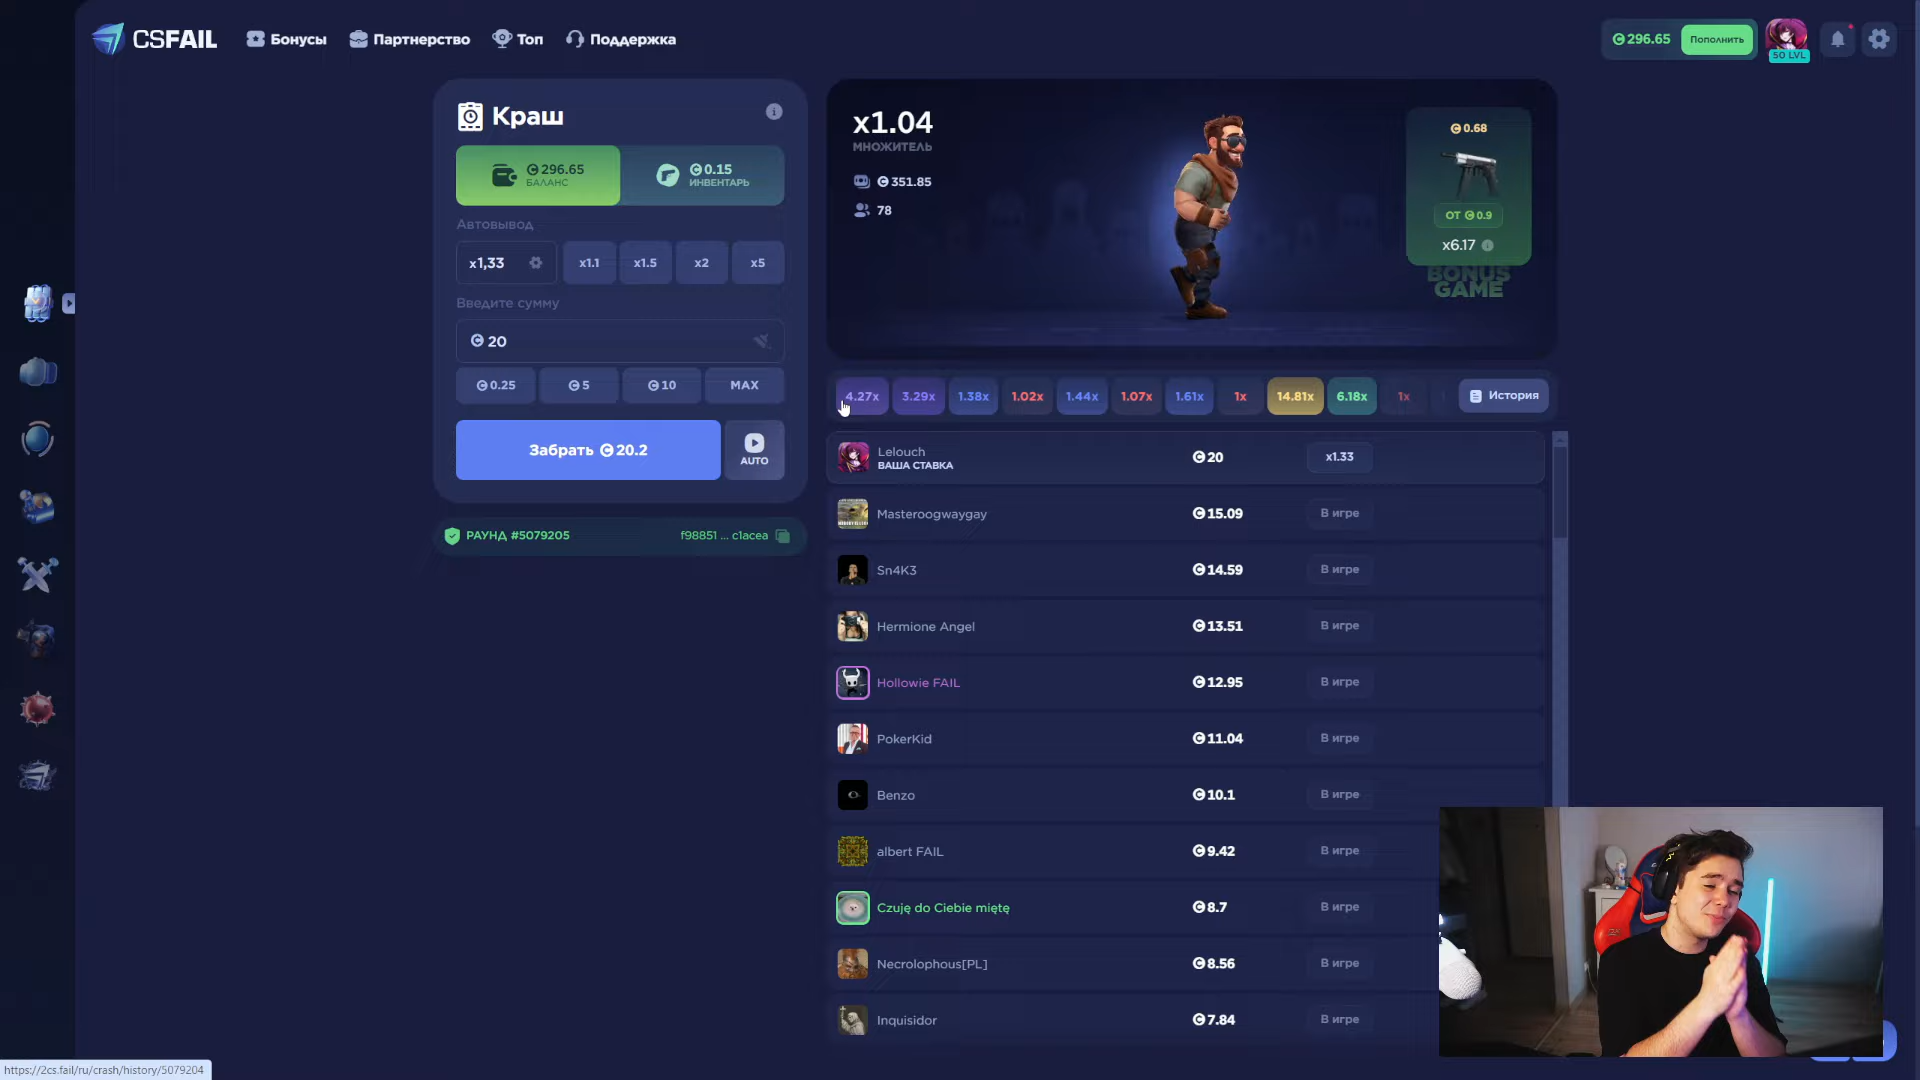 CSFAIL
Бонусы
Партнерство
Топ
Поддержка
296.65
Пополнить
50 LVL
Краш
296.65
БАЛАНС
0.15
ИНВЕНТАРЬ
Автовывод
x1,33
x1.1
x1.5
x2
x5
Введите сумму
20
0.25
5
10
MAX
Забрать 20.2
AUTO
РАУНД #5079205
f98851 ... c1acea
x1.04
МНОЖИТЕЛЬ
351.85
78
0.68
ОТ 0.9
x6.17
BONUS
GAME
4.27x
3.29x
1.38x
1.02x
1.44x
1.07x
1.61x
1x
14.81x
6.18x
1x
История
Lelouch
ВАША СТАВКА
20
x1.33
Masteroogwaygay
15.09
В игре
Sn4K3
14.59
В игре
Hermione Angel
13.51
В игре
Hollowie FAIL
12.95
В игре
PokerKid
11.04
В игре
Benzo
10.1
В игре
albert FAIL
9.42
В игре
Czuję do Ciebie miętę
8.7
В игре
Necrolophous[PL]
8.56
В игре
Inquisidor
7.84
В игре
https://2cs.fail/ru/crash/history/5079204